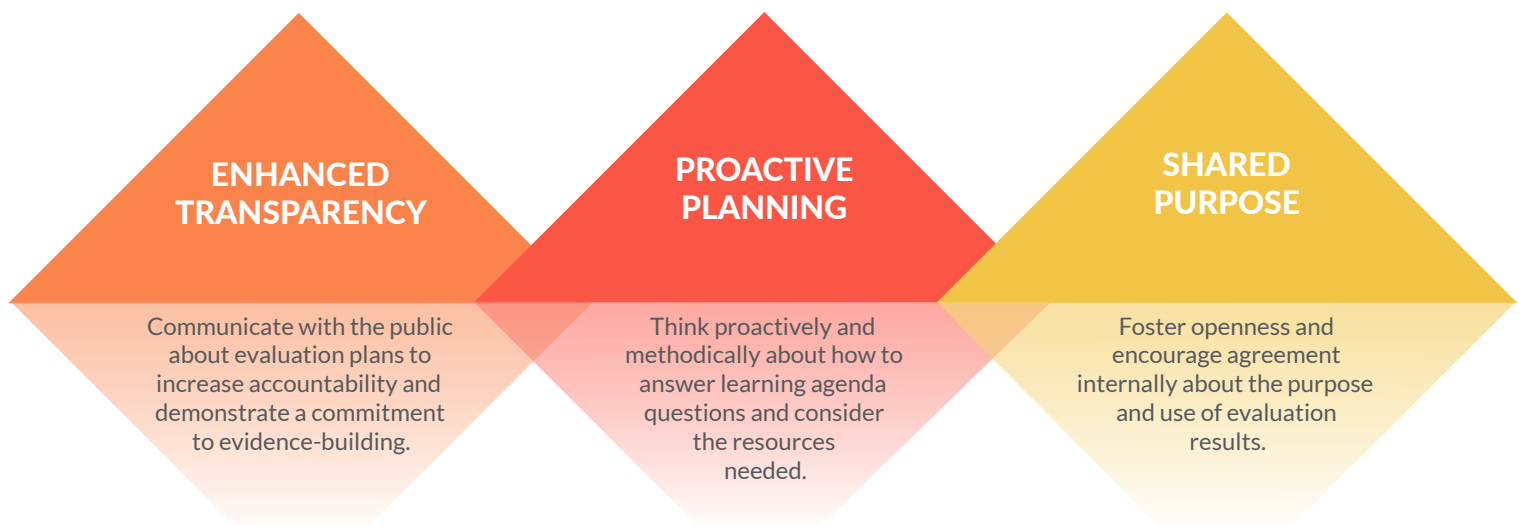 ENHANCED
TRANSPARENCY
Communicate with the public
about evaluation plans to
increase accountability and
demonstrate a commitment
to evidence-building.
PROACTIVE
PLANNING
Think proactively and
methodically about how to
answer learning agenda
questions and consider
the resources
needed.
SHARED
PURPOSE
Foster openness and
encourage agreement
internally about the purpose
and use of evaluation
results.